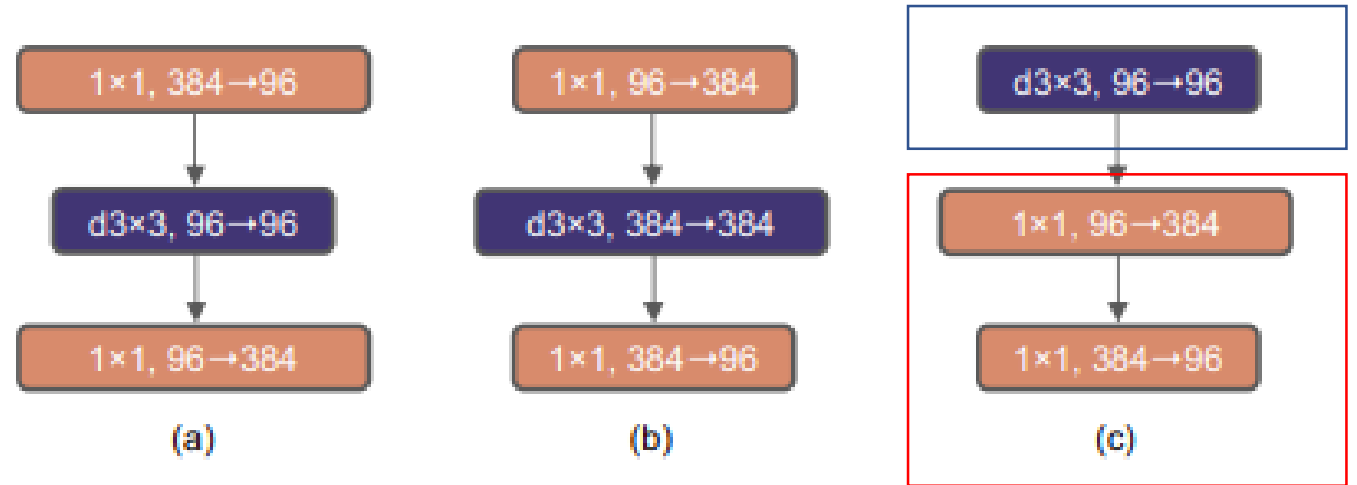 1×1, 384→96
d3×3, 96→96
1×1, 96→384
(a)
1×1, 96→384
d3×3, 384→384
1×1, 384→96
(b)
d3×3, 96→96
1×1, 96→384
1×1, 384→96
(c)